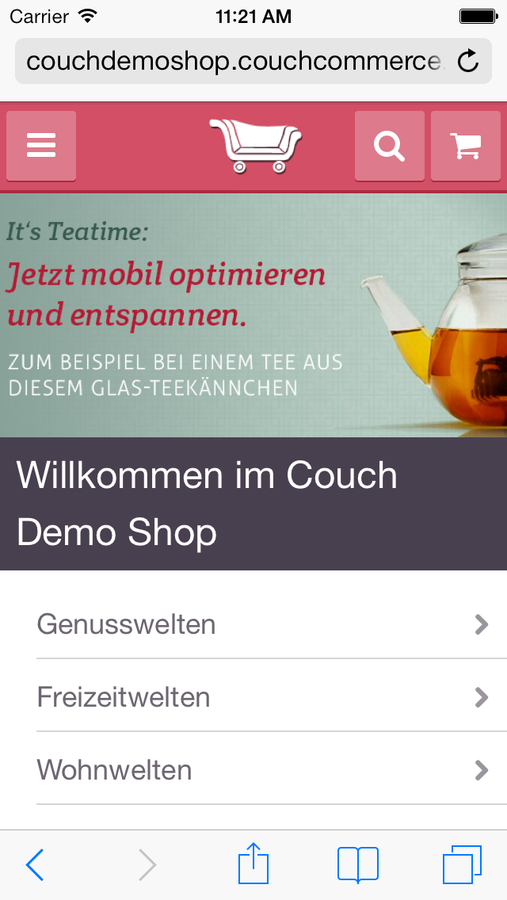 Carrier 11:21 AM
couchdemoshop.couchcommerce.
It's Teatime:
Jetzt mobil optimieren
und entspannen.
ZUM BEISPIEL BEI EINEM TEE AUS
DIESEM GLAS-TEEKÄNNCHEN
Willkommen im Couch
Demo Shop
Genusswelten
Freizeitwelten
Wohnwelten